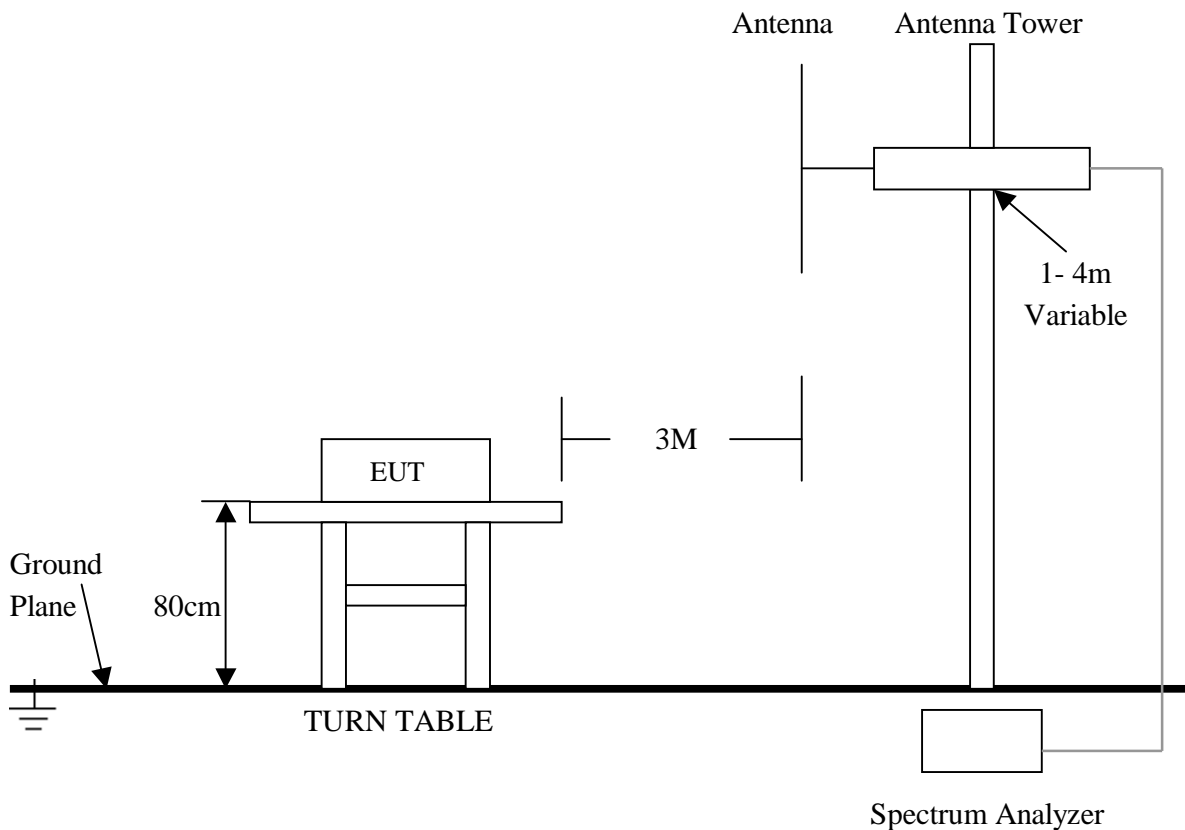 Antenna
Antenna Tower
1- 4m
Variable
3M
EUT
Ground
Plane
80cm
TURN TABLE
Spectrum Analyzer